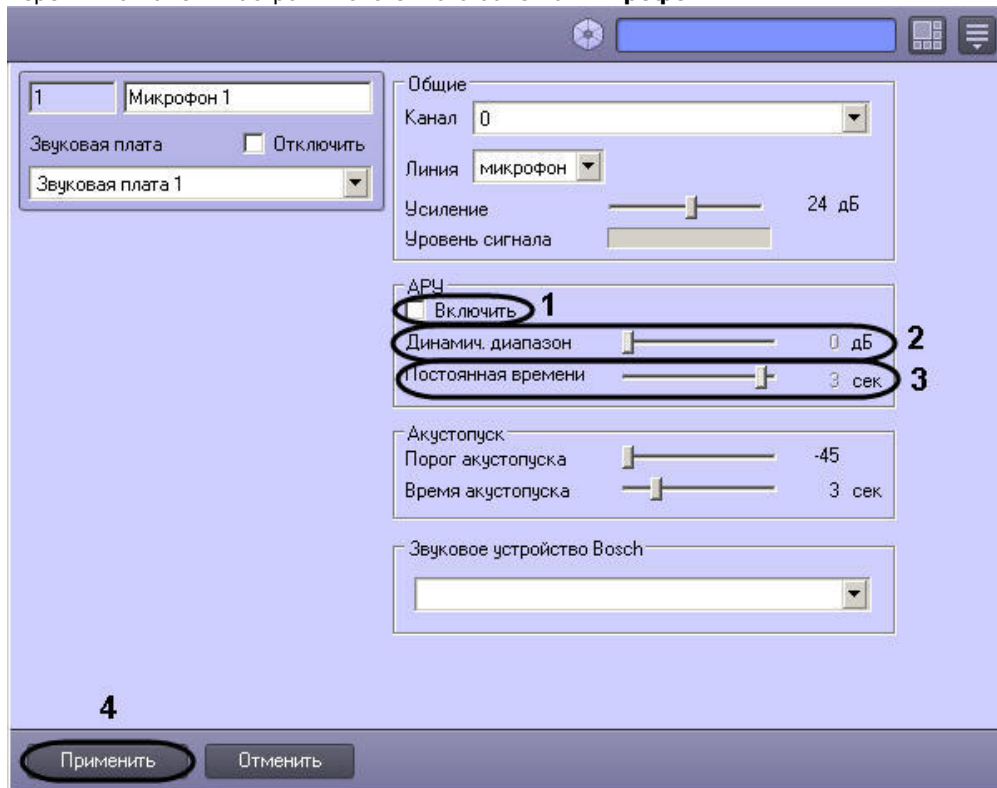 1 Микрофон 1
Звуковая плата Отключить
Звуковая плата 1
Общие
Канал 0
Линия микрофон
Усиление 24 дБ
Уровень сигнала
АРУ
Включить 1
Динамич. диапазон 0 дБ 2
Постоянная времени 3 сек 3
Акустопуск
Порог акустопуска -45
Время акустопуска 3 сек
Звуковое устройство Bosch
4
Применить Отменить